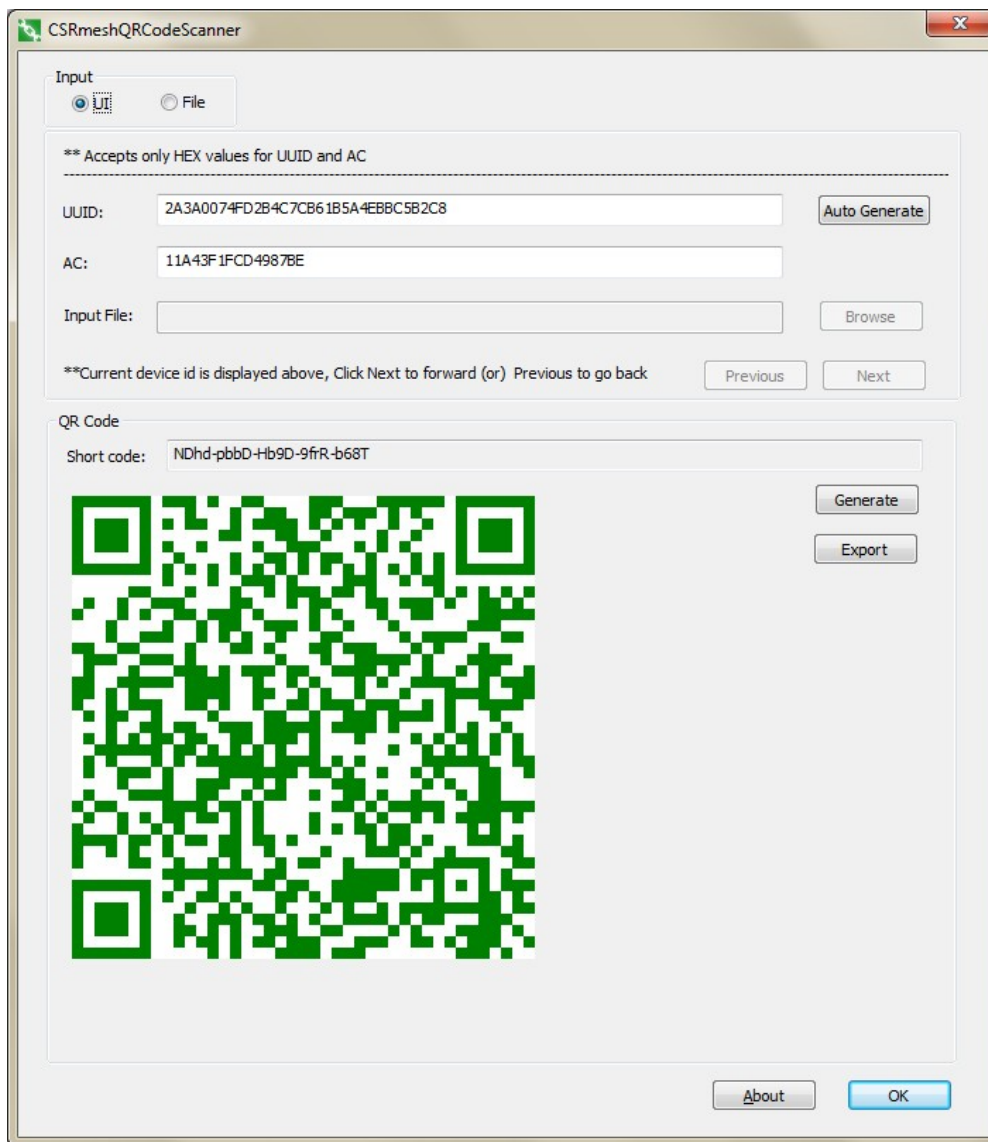 CSRmeshQRCodeScanner
Input
UI File
** Accepts only HEX values for UUID and AC
UUID: 2A3A0074FD2B4C7CB61B5A4EBBC5B2C8 Auto Generate
AC: 11A43F1FCD4987BE
Input File: Browse
**Current device id is displayed above, Click Next to forward (or) Previous to go back Previous Next
QR Code
Short code: NDhd-pbbD-Hb9D-9frR-b68T
Generate
Export
About OK